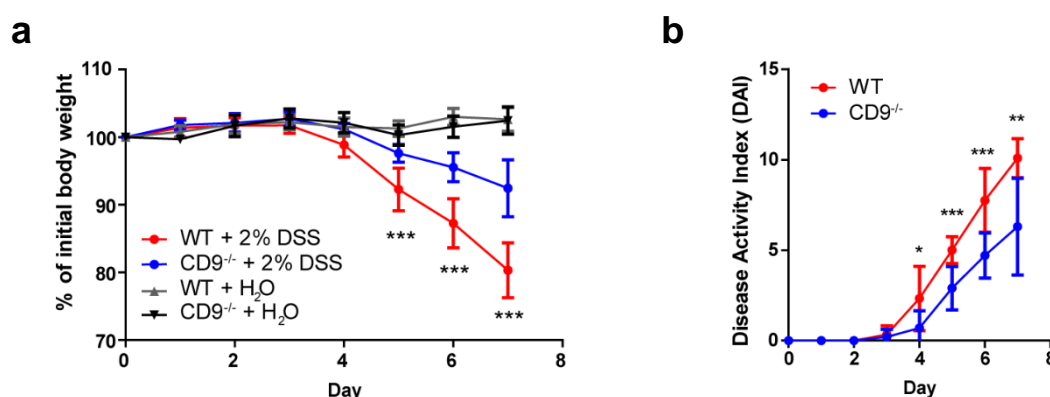 a
% of initial body weight
110
100
90
80
70
0
2
4
6
8
Day
WT + 2% DSS
CD9-/- + 2% DSS
WT + H2O
CD9-/- + H2O
***
***
***
b
Disease Activity Index (DAI)
15
10
5
0
0
2
4
6
8
Day
WT
CD9-/-
*
***
***
**